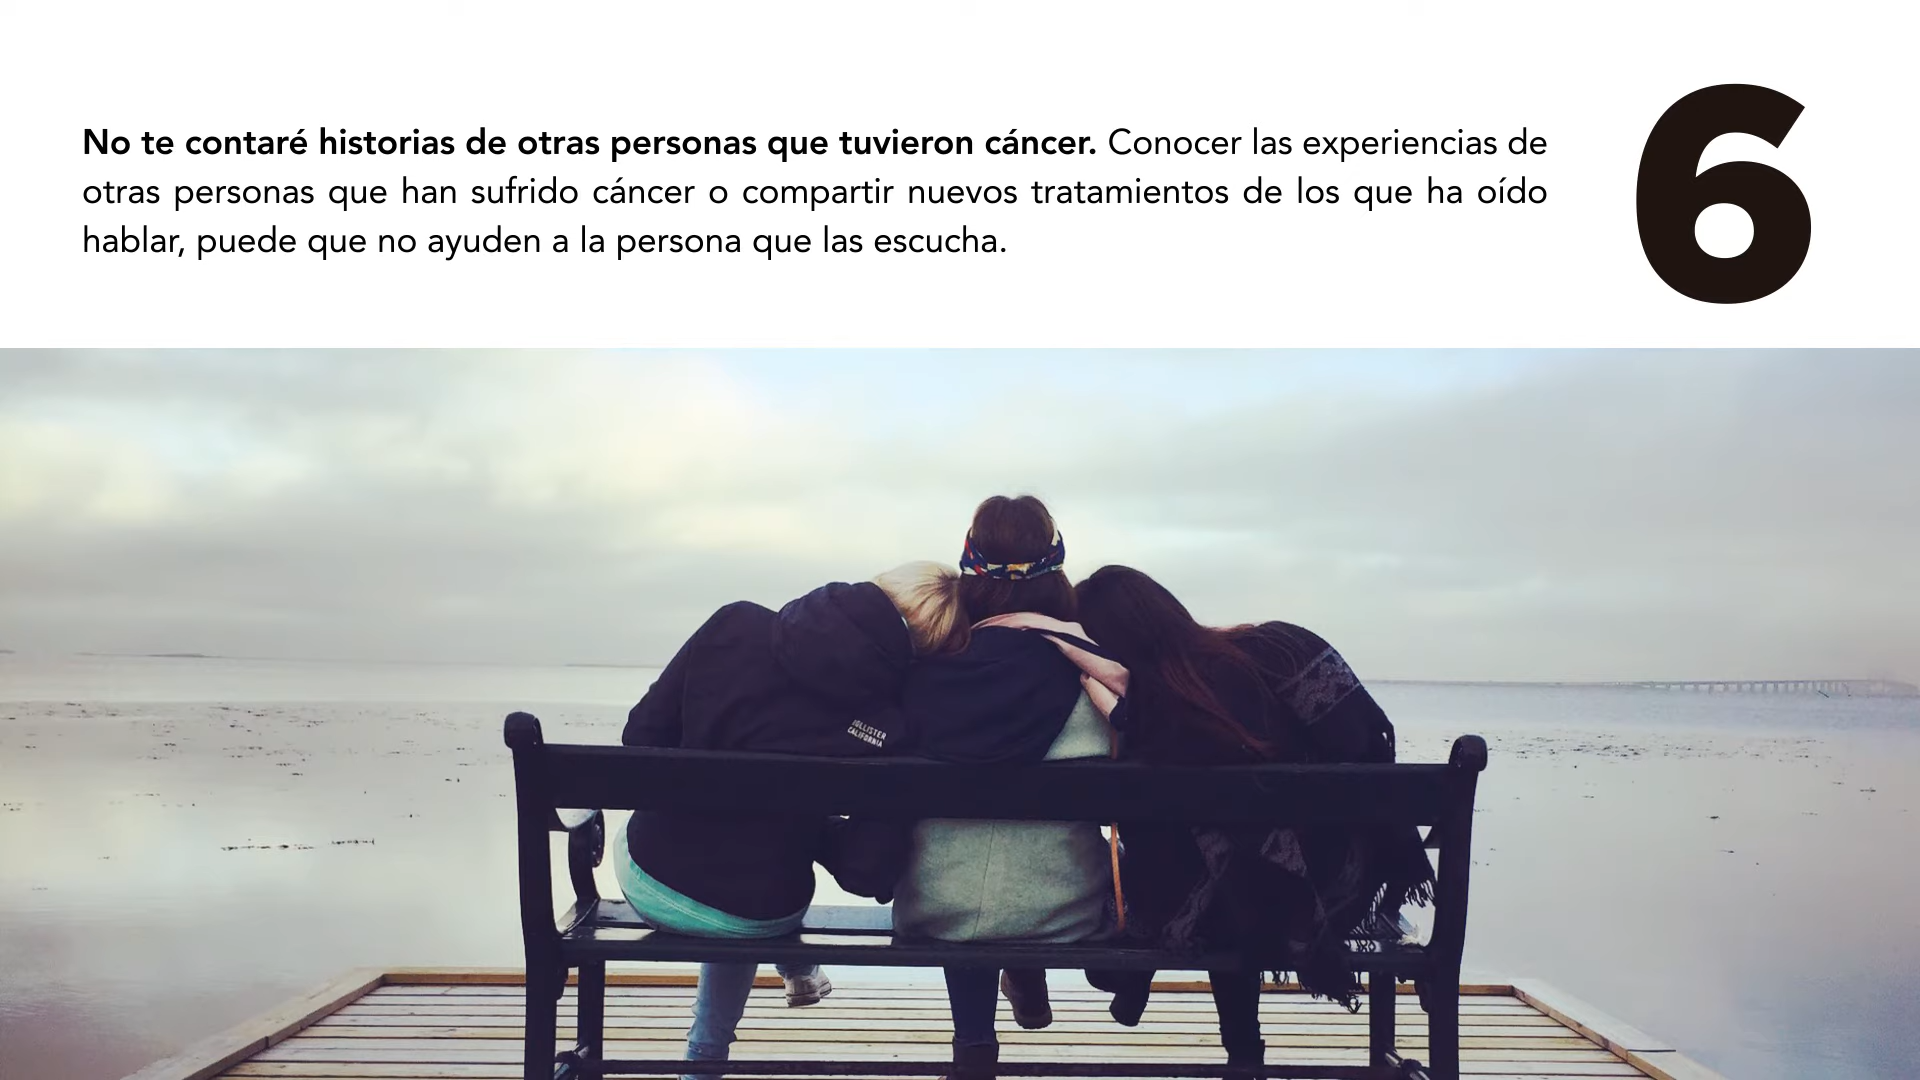 No te contaré historias de otras personas que tuvieron cáncer. Conocer las experiencias de
otras personas que han sufrido cáncer o compartir nuevos tratamientos de los que ha oído
hablar, puede que no ayuden a la persona que las escucha.
6
HOLLISTER
CALIFORNIA